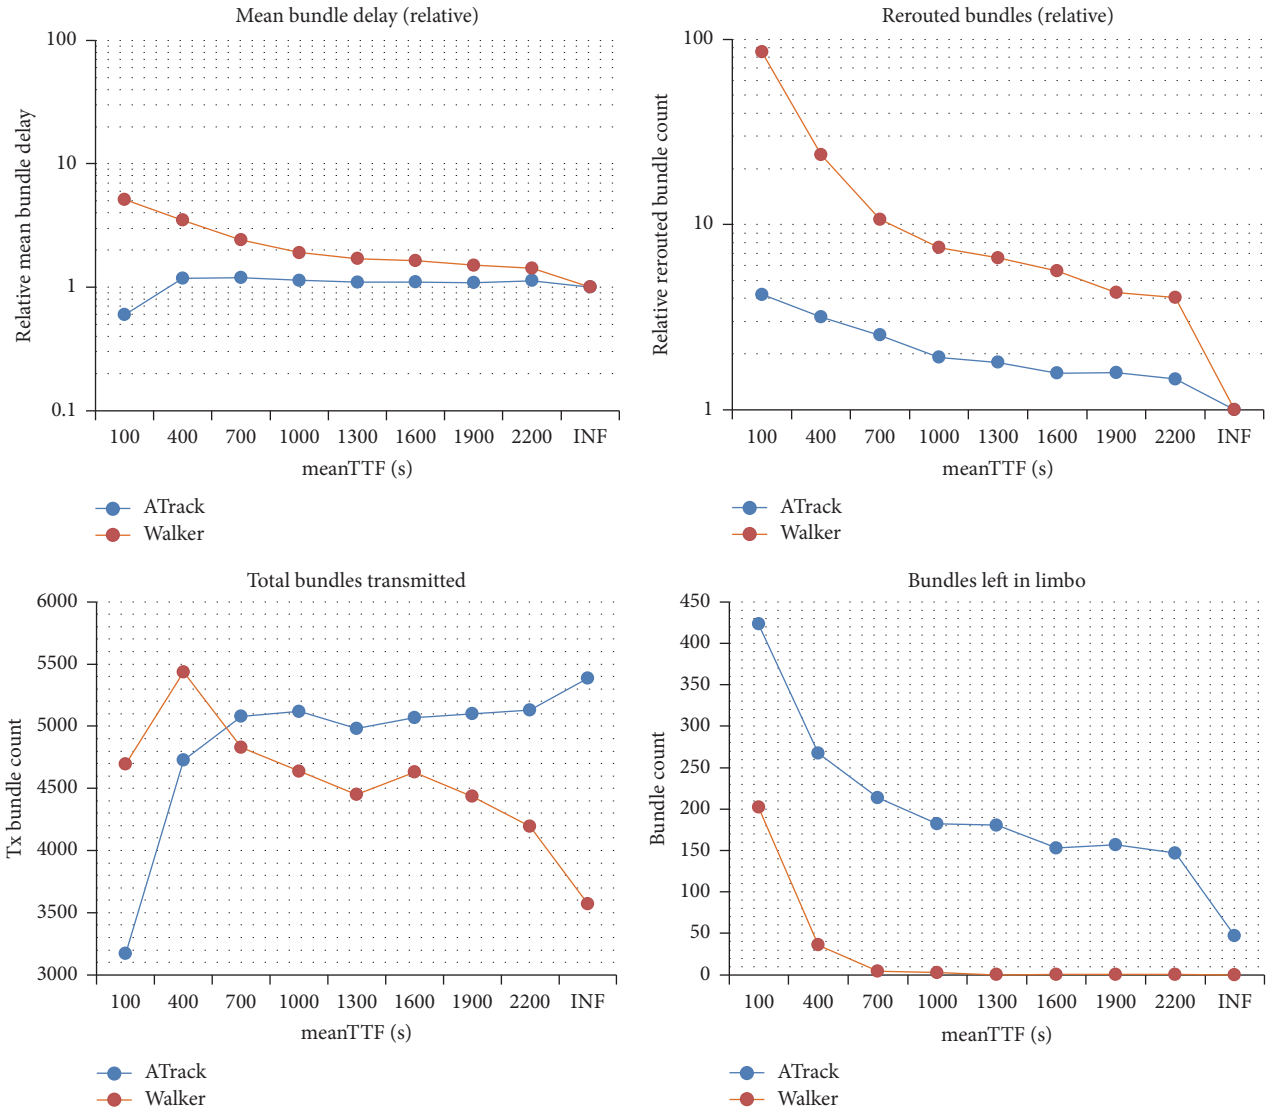 Mean bundle delay (relative)
100
10
1
0.1
Relative mean bundle delay
100 400 700 1000 1300 1600 1900 2200 INF
meanTTF (s)
ATrack
Walker
Rerouted bundles (relative)
100
10
1
Relative rerouted bundle count
100 400 700 1000 1300 1600 1900 2200 INF
meanTTF (s)
ATrack
Walker
Total bundles transmitted
6000
5500
5000
4500
4000
3500
3000
Tx bundle count
100 400 700 1000 1300 1600 1900 2200 INF
meanTTF (s)
ATrack
Walker
Bundles left in limbo
450
400
350
300
250
200
150
100
50
0
Bundle count
100 400 700 1000 1300 1600 1900 2200 INF
meanTTF (s)
ATrack
Walker